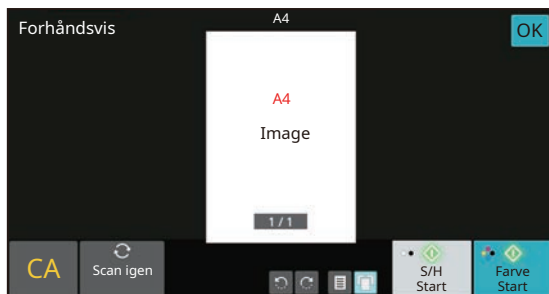 Forhåndsvis
A4
OK
A4
Image
1 / 1
CA
Scan igen
S/H
Start
Farve
Start